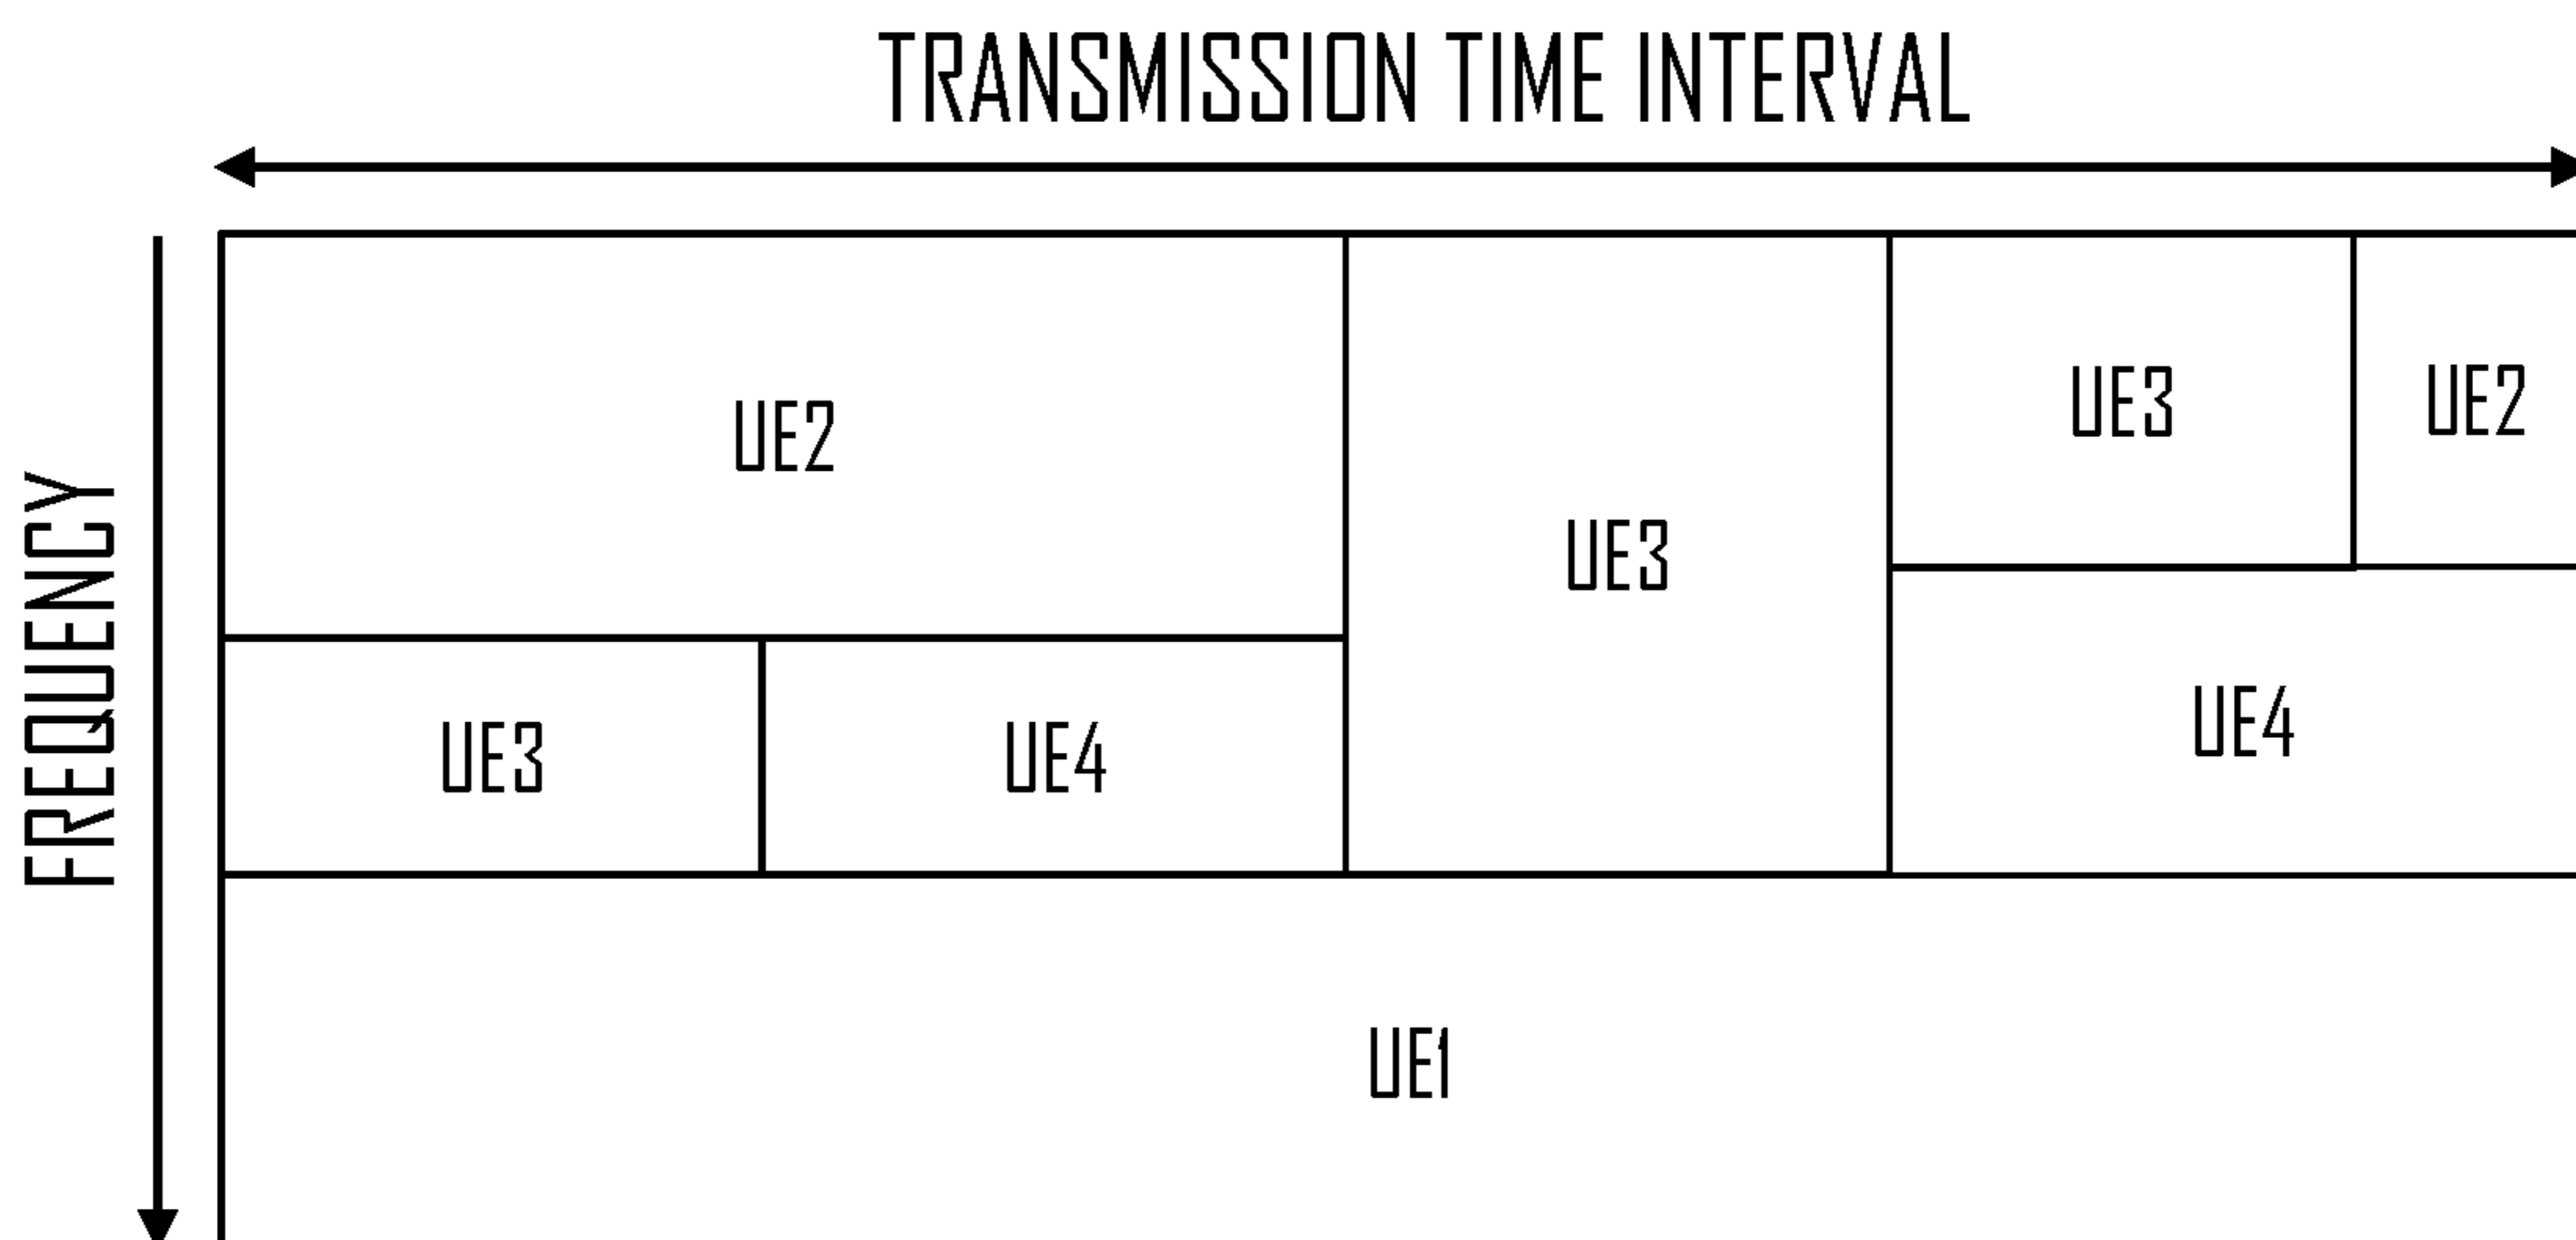 TRANSMISSION TIME INTERVAL
FREQUENCY
UE2
UE3
UE3
UE2
UE3
UE4
UE4
UE1